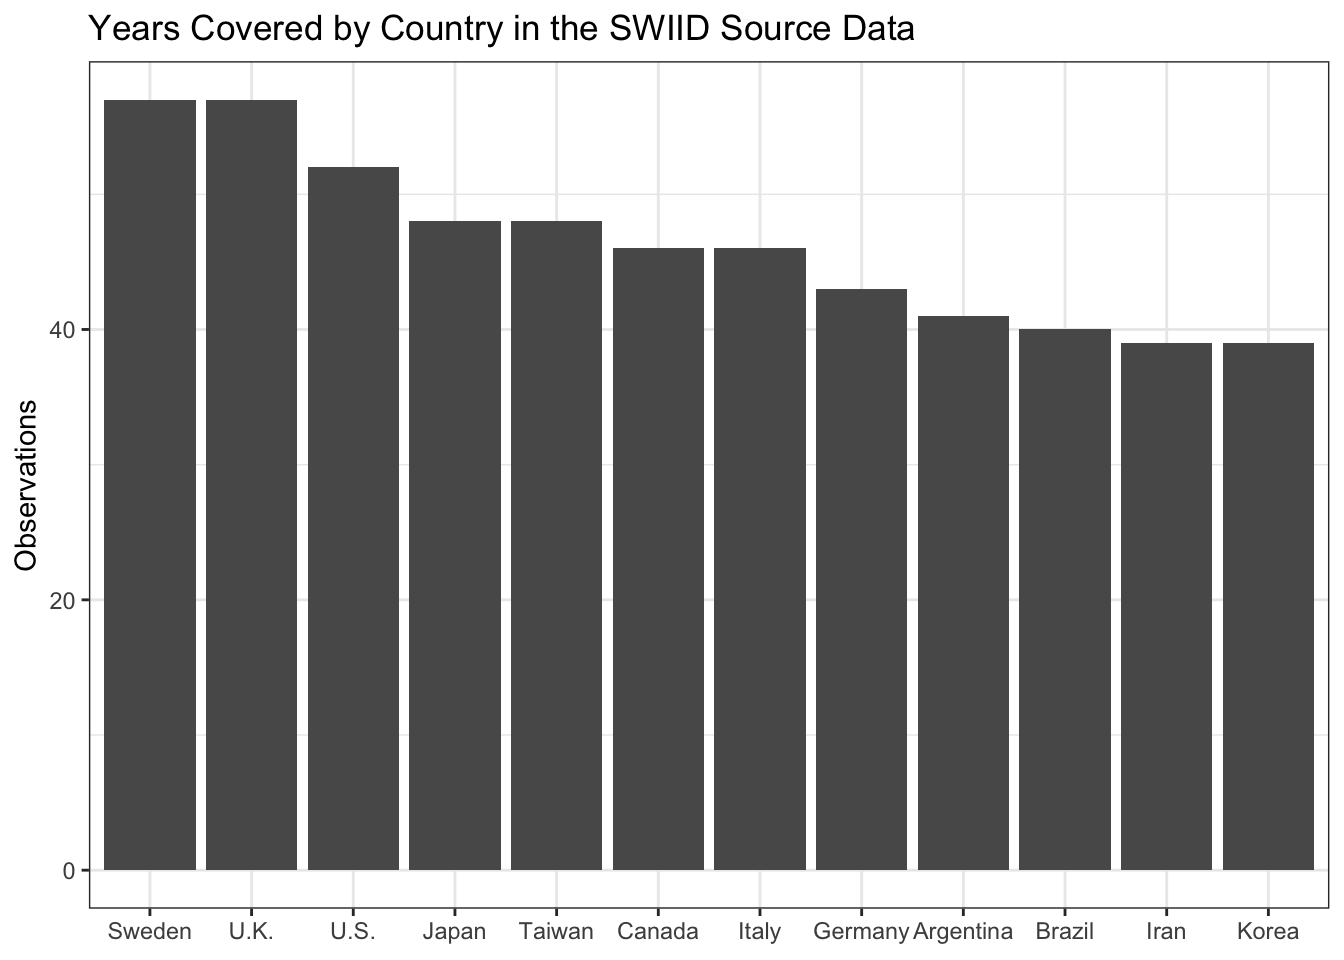 Years Covered by Country in the SWIID Source Data
Observations
40
20
0
Sweden U.K. U.S. Japan Taiwan Canada Italy Germany Argentina Brazil Iran Korea